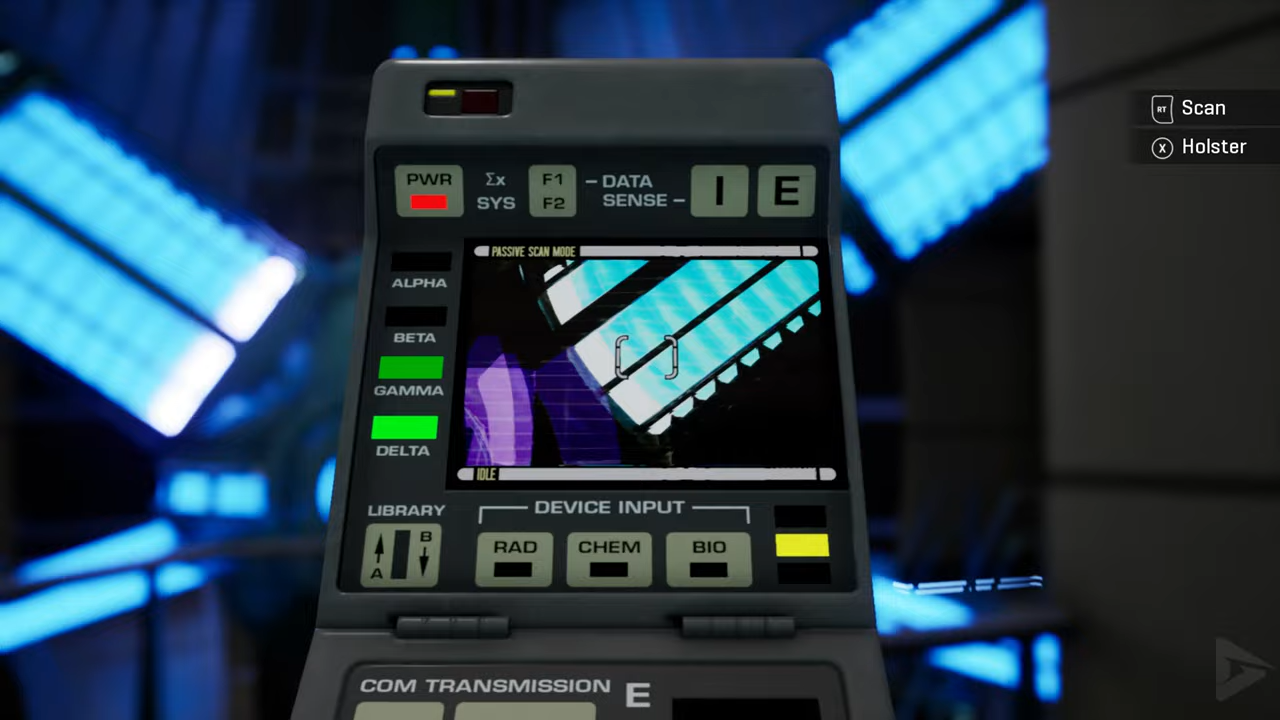 RT Scan
X Holster
PWR
Σx
SYS
F1
F2
– DATA
SENSE –
I
E
PASSIVE SCAN MODE
ALPHA
BETA
GAMMA
DELTA
IDLE
LIBRARY
B
A
DEVICE INPUT
RAD
CHEM
BIO
COM TRANSMISSION
E